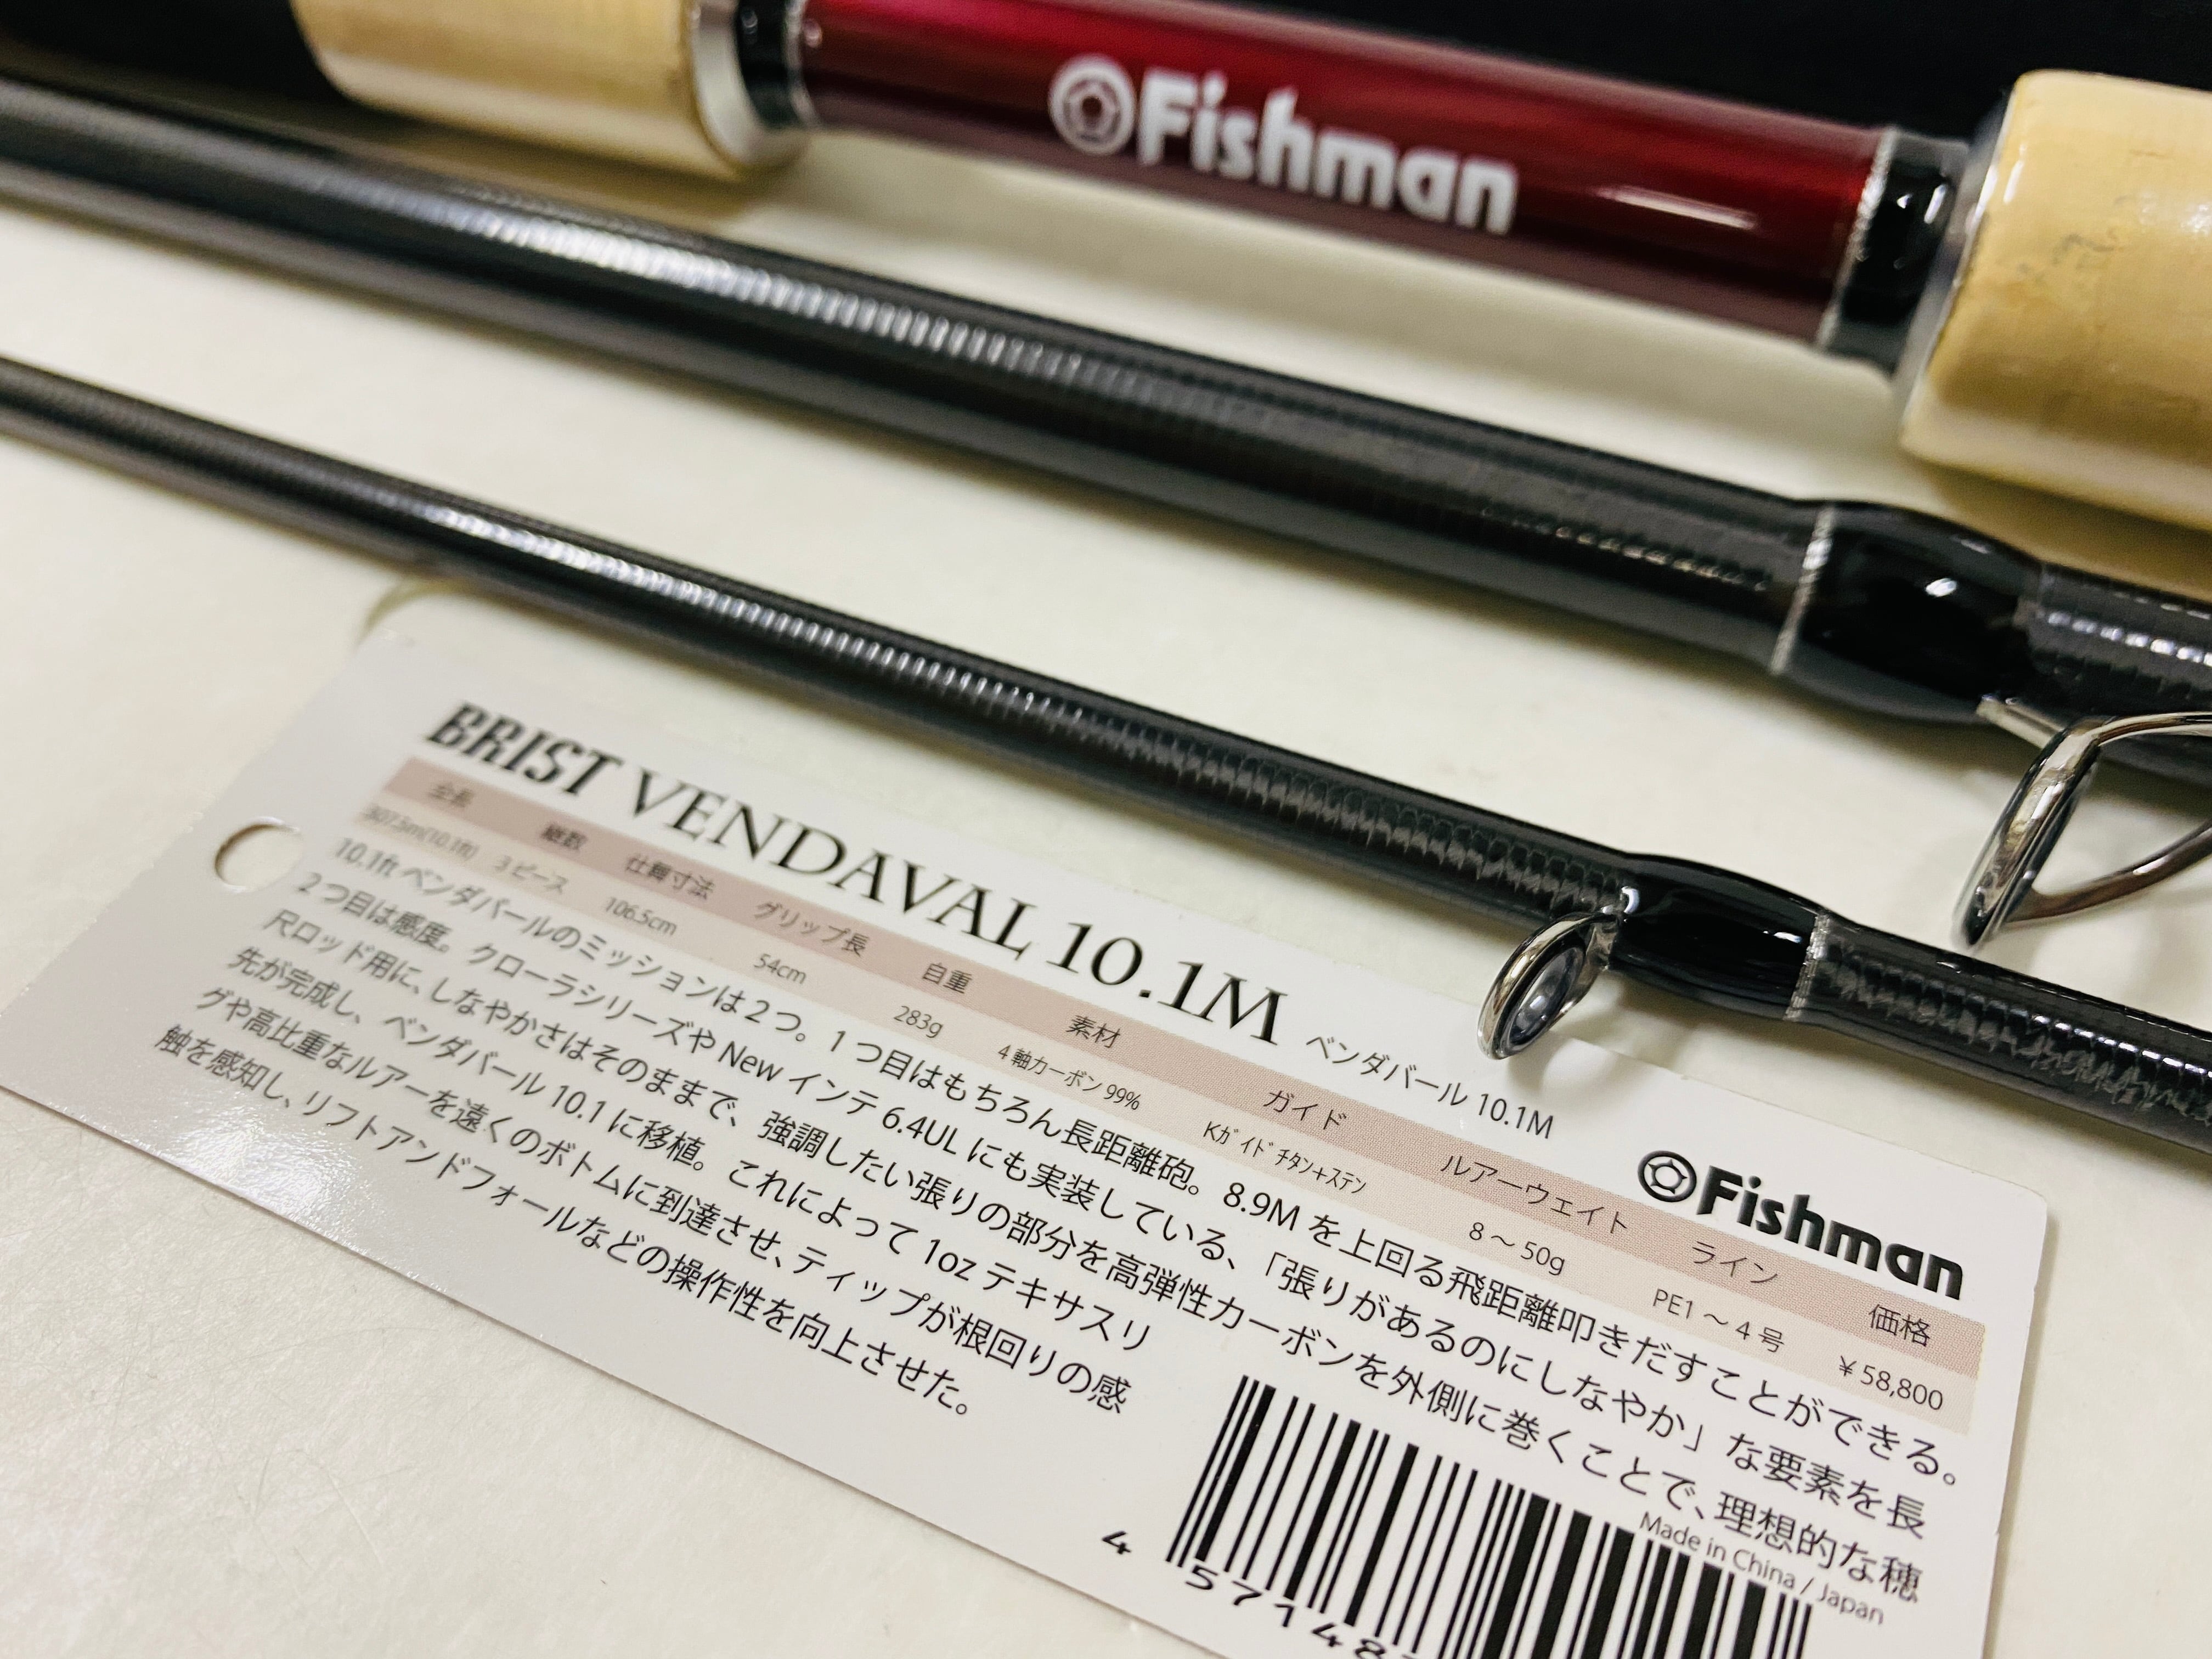 Fishman
BRIST VENDAVAL 10.1M ベンダバール 10.1M
Fishman
全長 継数 仕舞寸法 グリップ長 自重 素材 ガイド ルアーウェイト ライン 価格
3ピース 106.5cm 54cm 283g 4軸カーボン99% Kガイド チタン+ステン 8～50g PE1～4号 ¥58,800
10.1ft ベンダバールのミッションは2つ。1つ目はもちろん長距離砲。8.9M を上回る飛距離叩きだすことができる。
2つ目は感度。クローラシリーズや New インテ 6.4UL にも実装している、「張りがあるのにしなやか」な要素を長
尺ロッド用に、しなやかさはそのままで、強調したい張りの部分を高弾性カーボンを外側に巻くことで、理想的な穂
先が完成し、ベンダバール 10.1 に移植。これによって 1oz テキサスリ
グや高比重なルアーを遠くのボトムに到達させ、ティップが根回りの感
触を感知し、リフトアンドフォールなどの操作性を向上させた。
Made in China / Japan
4 57148